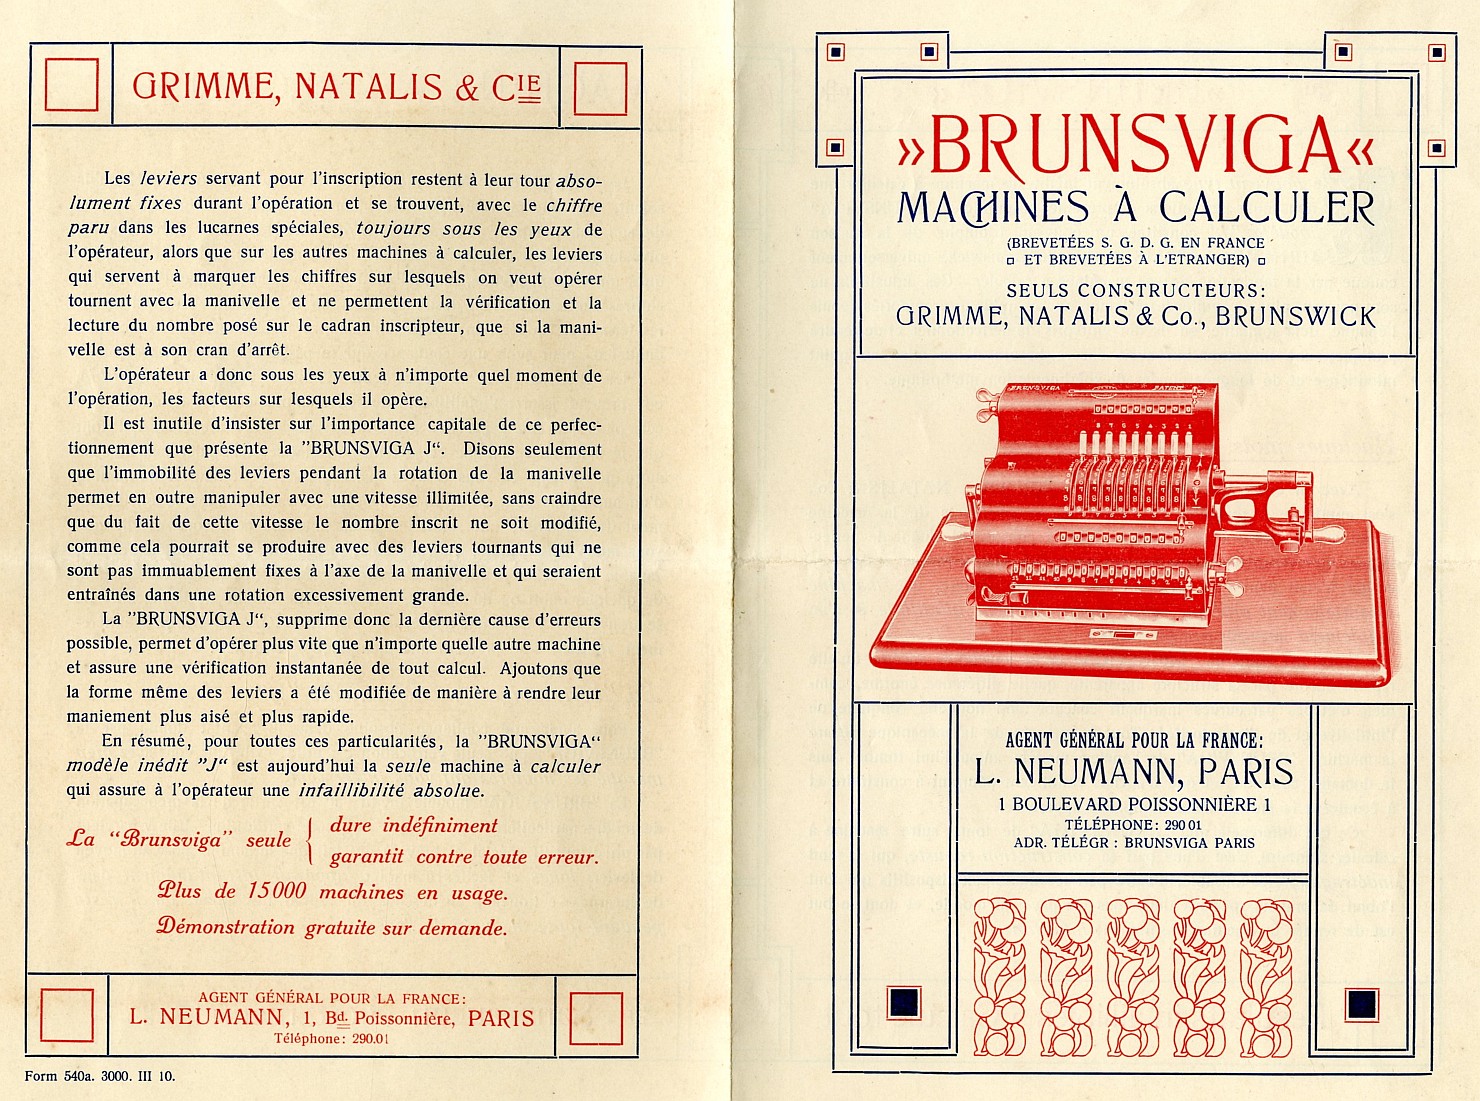 GRIMME, NATALIS & CIE
Les leviers servant pour l'inscription restent à leur tour abso-
lument fixes durant l'opération et se trouvent, avec le chiffre
paru dans les lucarnes spéciales, toujours sous les yeux de
l'opérateur, alors que sur les autres machines à calculer, les leviers
qui servent à marquer les chiffres sur lesquels on veut opérer
tournent avec la manivelle et ne permettent la vérification et la
lecture du nombre posé sur le cadran inscripteur, que si la mani-
velle est à son cran d'arrêt.
L'opérateur a donc sous les yeux à n'importe quel moment de
l'opération, les facteurs sur lesquels il opère.
Il est inutile d'insister sur l'importance capitale de ce perfec-
tionnement que présente la ”BRUNSVIGA J“. Disons seulement
que l'immobilité des leviers pendant la rotation de la manivelle
permet en outre manipuler avec une vitesse illimitée, sans craindre
que du fait de cette vitesse le nombre inscrit ne soit modifié,
comme cela pourrait se produire avec des leviers tournants qui ne
sont pas immuablement fixes à l'axe de la manivelle et qui seraient
entraînés dans une rotation excessivement grande.
La ”BRUNSVIGA J“, supprime donc la dernière cause d'erreurs
possible, permet d'opérer plus vite que n'importe quelle autre machine
et assure une vérification instantanée de tout calcul. Ajoutons que
la forme même des leviers a été modifiée de manière à rendre leur
maniement plus aisé et plus rapide.
En résumé, pour toutes ces particularités, la ”BRUNSVIGA“
modèle inédit ”J“ est aujourd'hui la seule machine à calculer
qui assure à l'opérateur une infaillibilité absolue.
La “Brunsviga” seule { dure indéfiniment
garantit contre toute erreur.
Plus de 15000 machines en usage.
Démonstration gratuite sur demande.
AGENT GÉNÉRAL POUR LA FRANCE:
L. NEUMANN, 1, Bd. Poissonnière, PARIS
Téléphone: 290.01
Form 540a. 3000. III 10.
»BRUNSVIGA«
MACHINES À CALCULER
(BREVETÉES S. G. D. G. EN FRANCE
ET BREVETÉES À L'ETRANGER)
SEULS CONSTRUCTEURS:
GRIMME, NATALIS & Co., BRUNSWICK
BRUNSVIGA PATENT
8 7 6 5 4 3 2 1
AGENT GÉNÉRAL POUR LA FRANCE:
L. NEUMANN, PARIS
1 BOULEVARD POISSONNIÈRE 1
TÉLÉPHONE: 290 01
ADR. TÉLÉGR : BRUNSVIGA PARIS